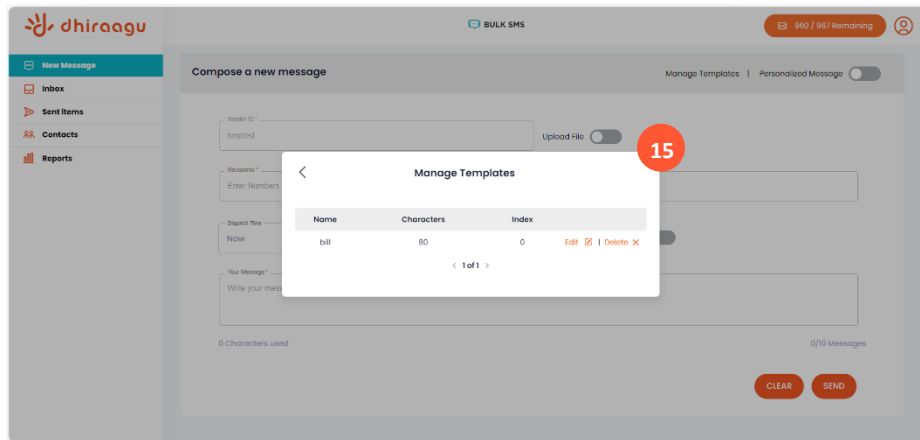 dhiraagu
BULK SMS
960 / 967 Remaining
New Message
Inbox
Sent Items
Contacts
Reports
Compose a new message
Manage Templates | Personalized Message
Sender ID *
bmptest
Upload File
15
Recipients *
Enter Numbers
Dispatch Time
Now
Your Message *
Write your mess
Manage Templates
Name Characters Index
bill 80 0 Edit | Delete
< 1 of 1 >
0 Characters used
0/10 Messages
CLEAR
SEND